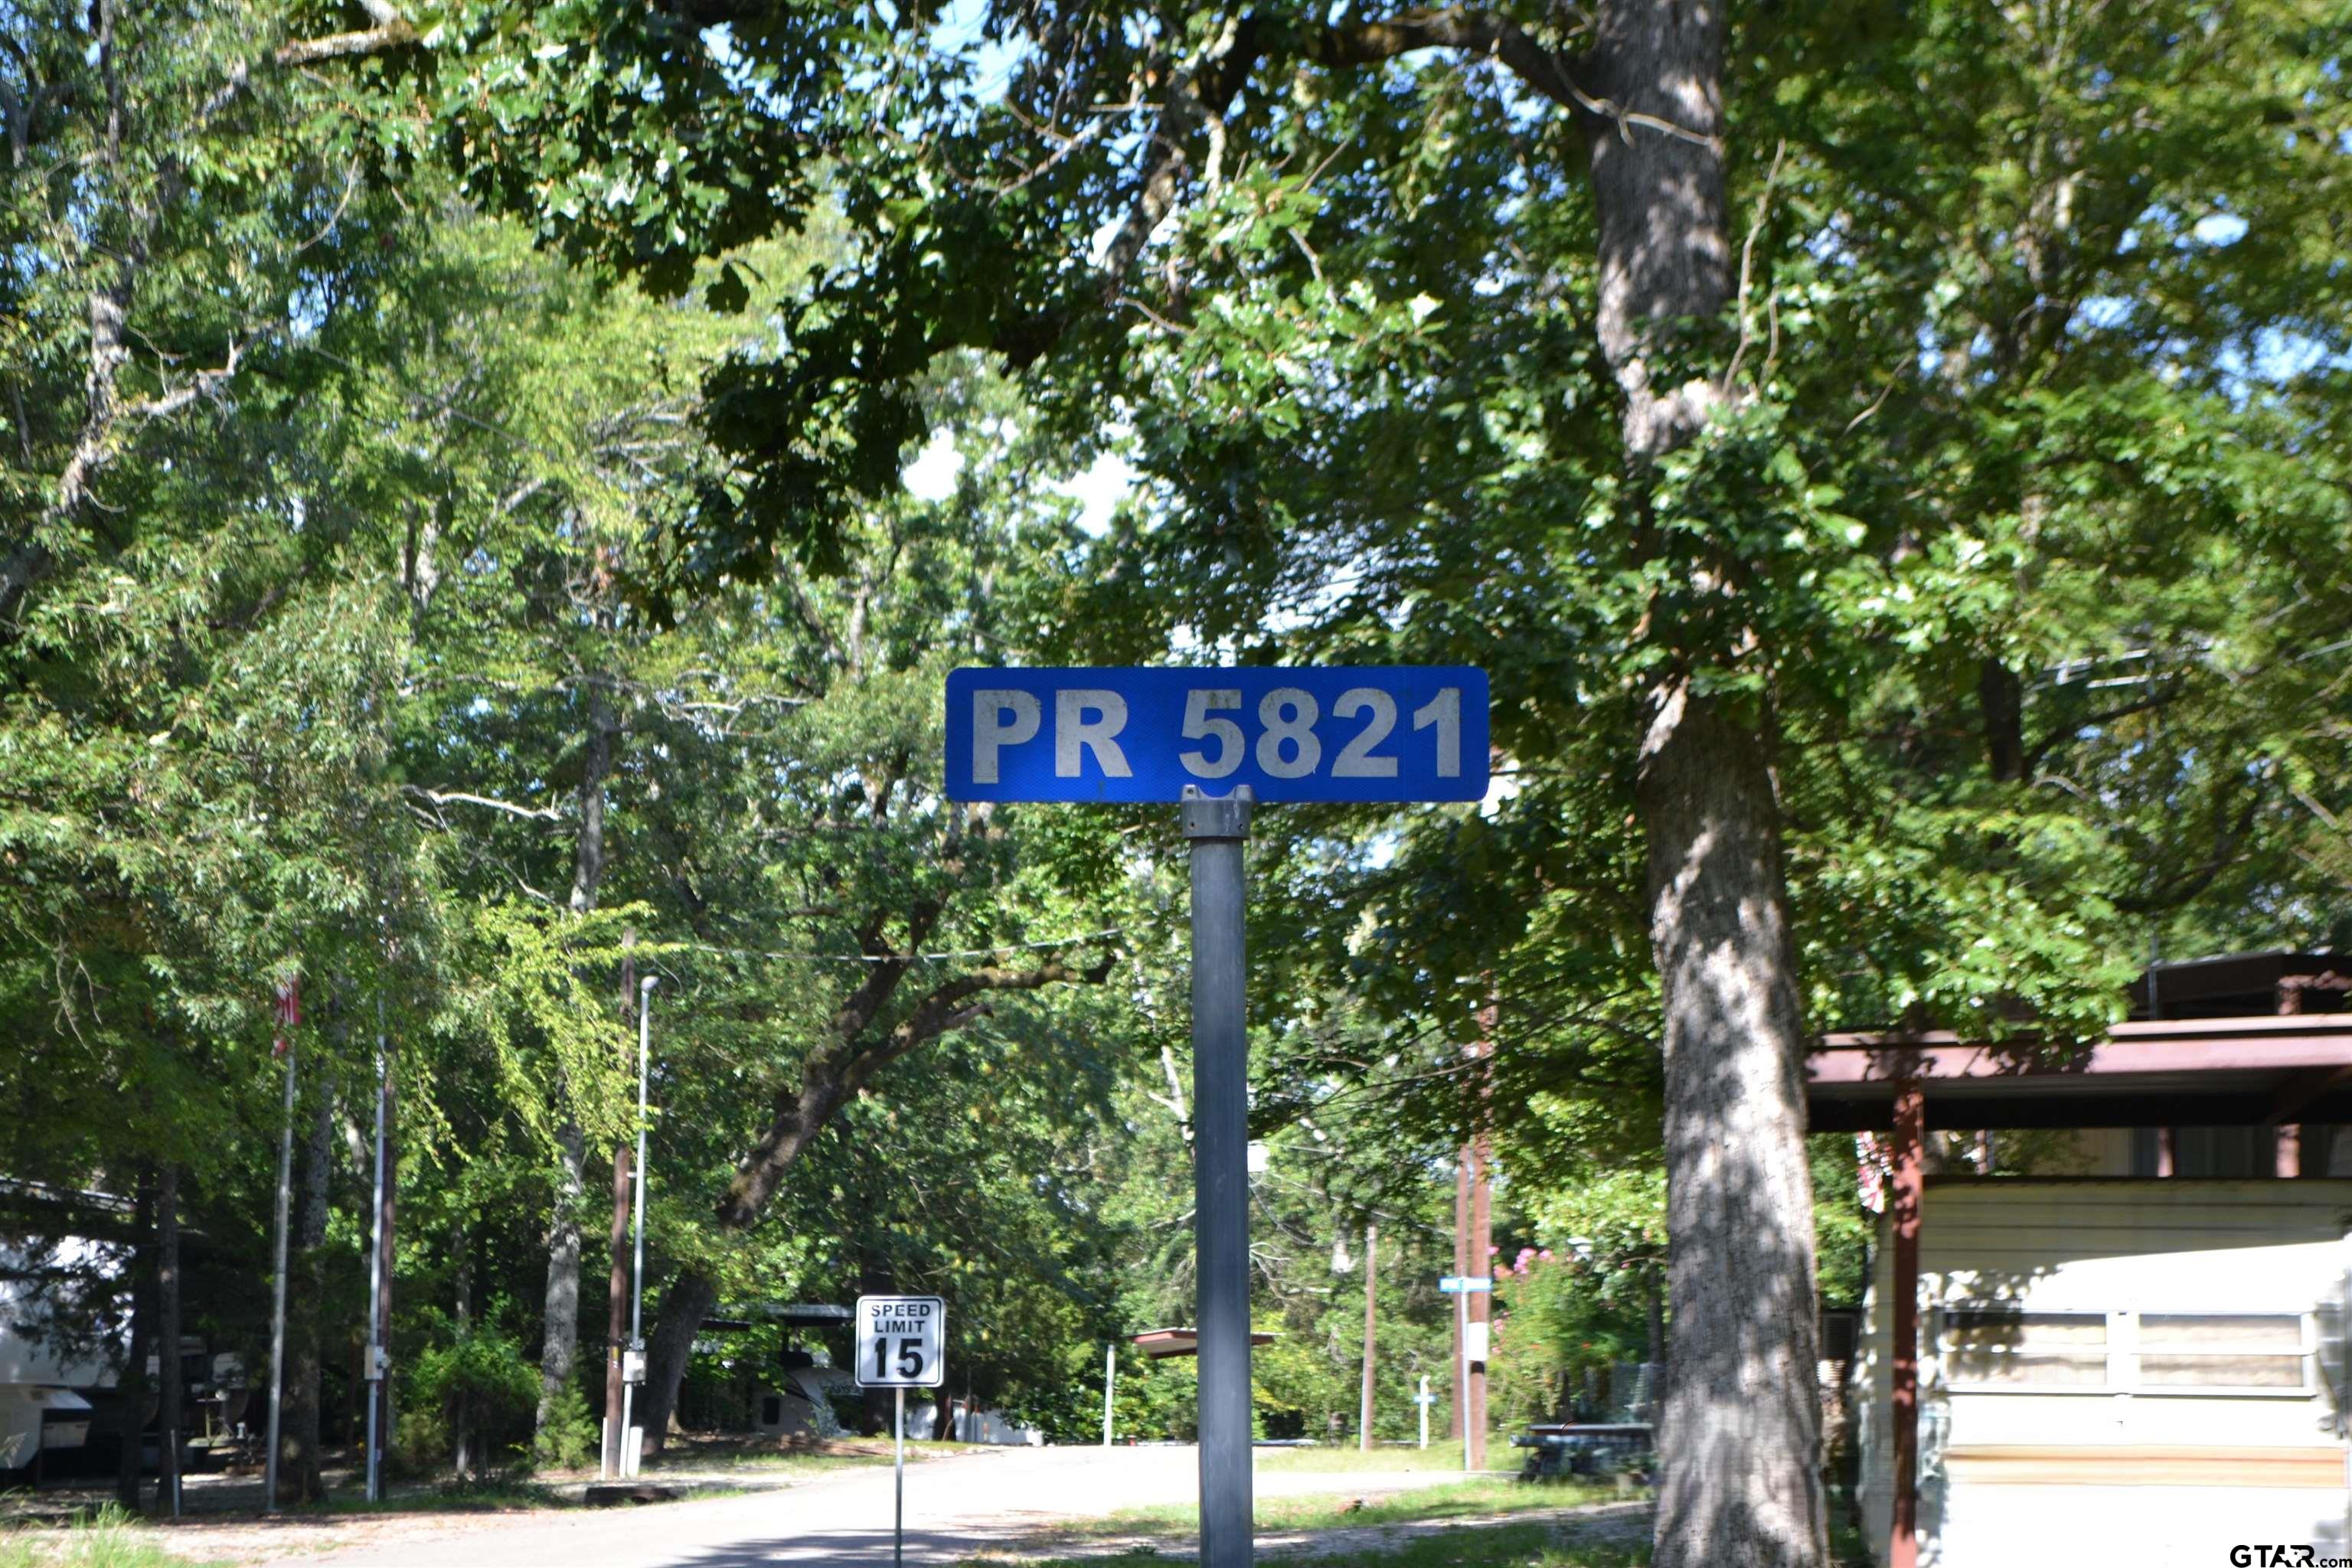 PR 5821
SPEED
LIMIT
15
GTAR.com